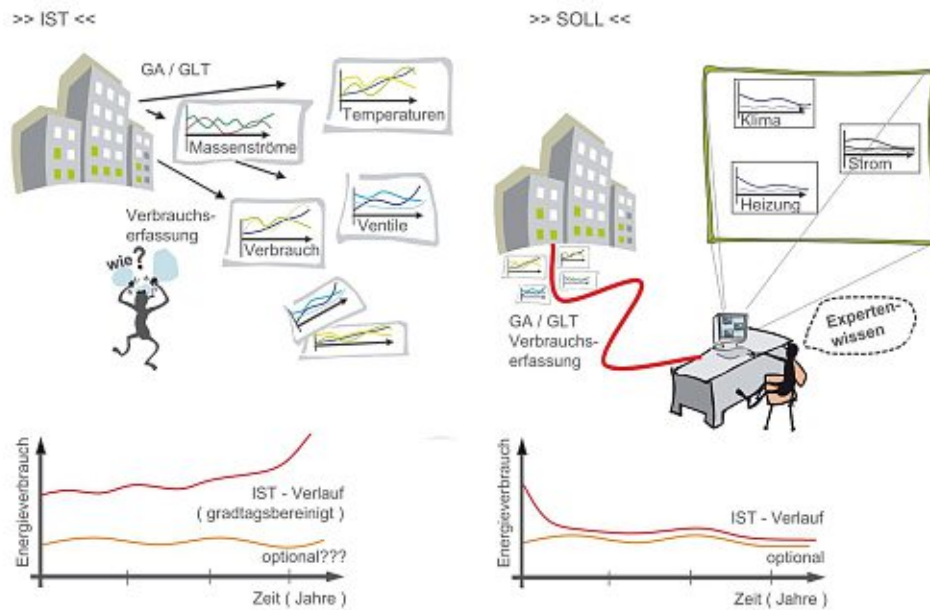 >> IST <<
GA / GLT
Temperaturen
Massenströme
Verbrauchs-
erfassung
Verbrauch
Ventile
wie?
Energieverbrauch
IST - Verlauf
( gradtagsbereinigt )
optional???
Zeit ( Jahre )
>> SOLL <<
Klima
Strom
Heizung
GA / GLT
Verbrauchs-
erfassung
Experten-
wissen
Energieverbrauch
IST - Verlauf
optional
Zeit ( Jahre )